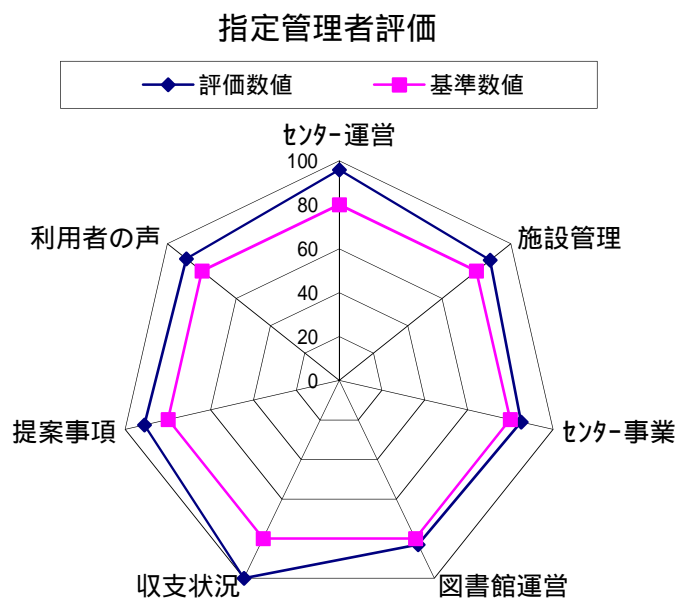 指定管理者評価
評価数値 基準数値
センター運営
100
80
60
40
20
0
利用者の声
施設管理
提案事項
センター事業
収支状況
図書館運営